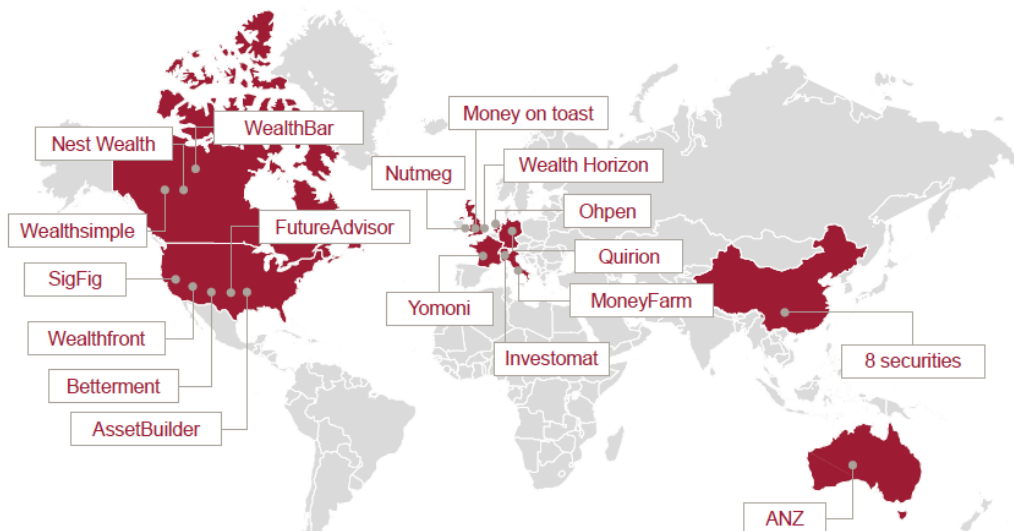 Money on toast
WealthBar
Nest Wealth
Wealth Horizon
Nutmeg
Ohpen
Wealthsimple
FutureAdvisor
Quirion
SigFig
MoneyFarm
Yomoni
Wealthfront
Investomat
8 securities
Betterment
AssetBuilder
ANZ